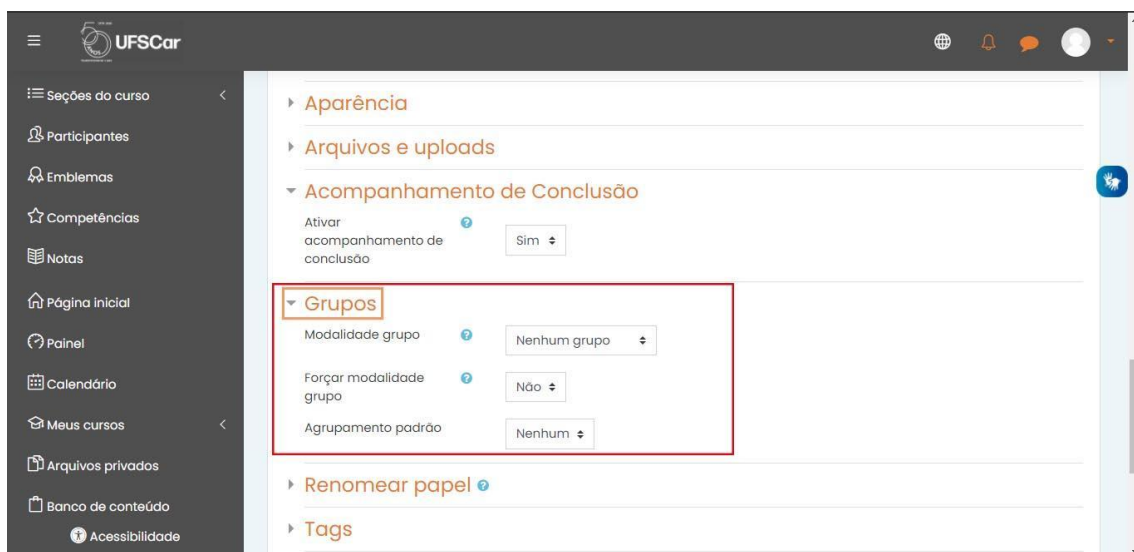 UFSCar
Seções do curso
Participantes
Emblemas
Competências
Notas
Página inicial
Painel
Calendário
Meus cursos
Arquivos privados
Banco de conteúdo
Acessibilidade
Aparência
Arquivos e uploads
Acompanhamento de Conclusão
Ativar
acompanhamento de
conclusão
Sim
Grupos
Modalidade grupo
Nenhum grupo
Forçar modalidade
grupo
Não
Agrupamento padrão
Nenhum
Renomear papel
Tags